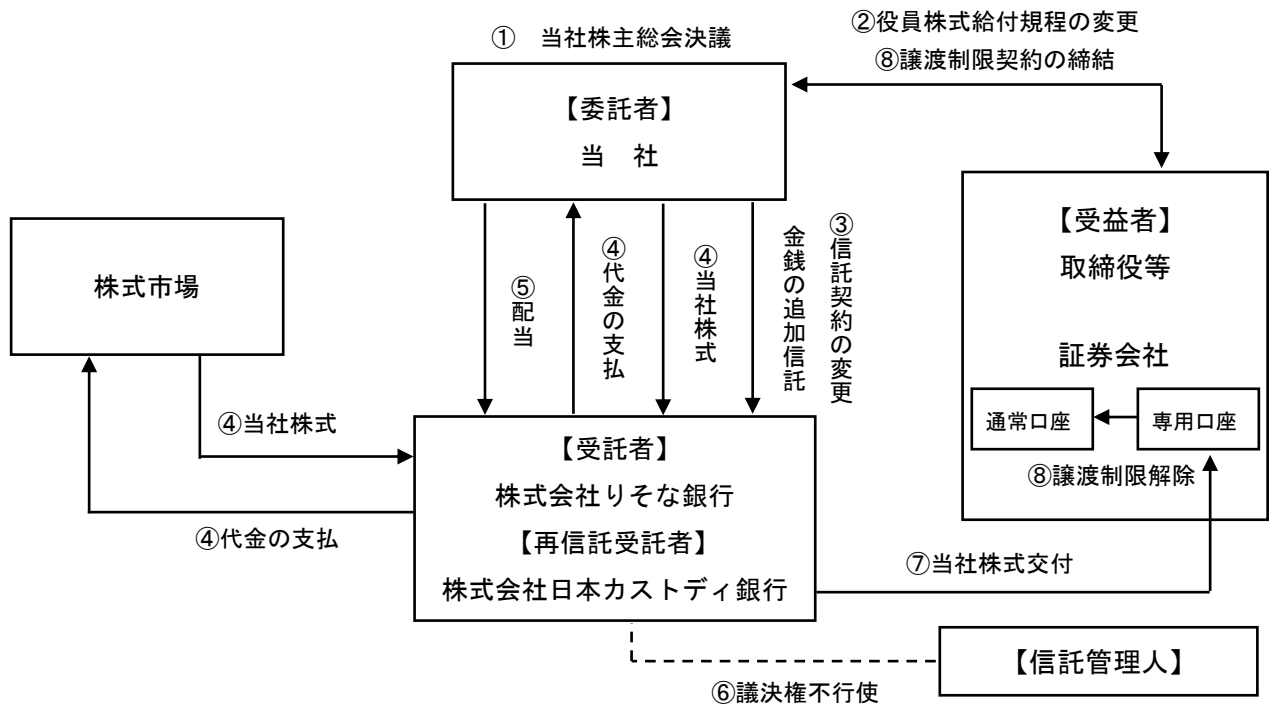 ① 当社株主総会決議
②役員株式給付規程の変更
⑧譲渡制限契約の締結
【委託者】
当 社
【受益者】
取締役等
証券会社
通常口座
専用口座
⑧譲渡制限解除
株式市場
⑤配当
④代金の支払
④当社株式
③信託契約の変更
金銭の追加信託
④当社株式
④代金の支払
【受託者】
株式会社りそな銀行
【再信託受託者】
株式会社日本カストディ銀行
⑦当社株式交付
【信託管理人】
⑥議決権不行使